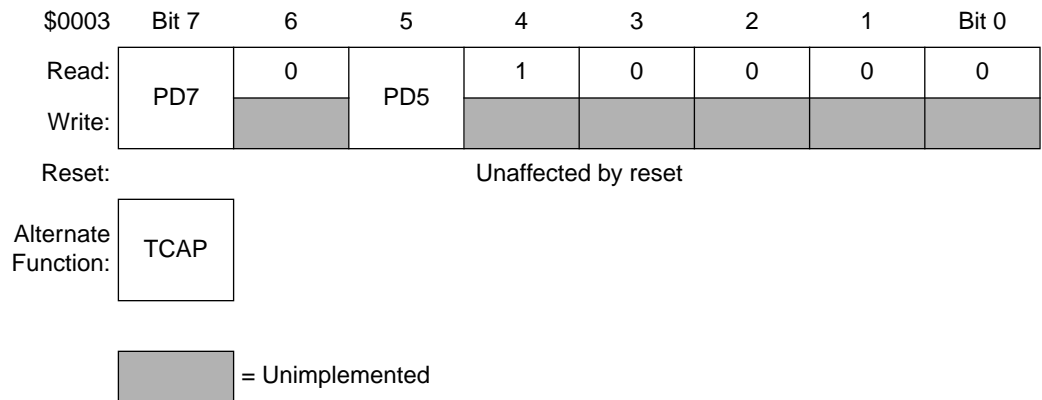 $0003 Bit 7 6 5 4 3 2 1 Bit 0
Read: PD7 0 PD5 1 0 0 0 0
Write:
Reset: Unaffected by reset
Alternate
Function: TCAP
= Unimplemented